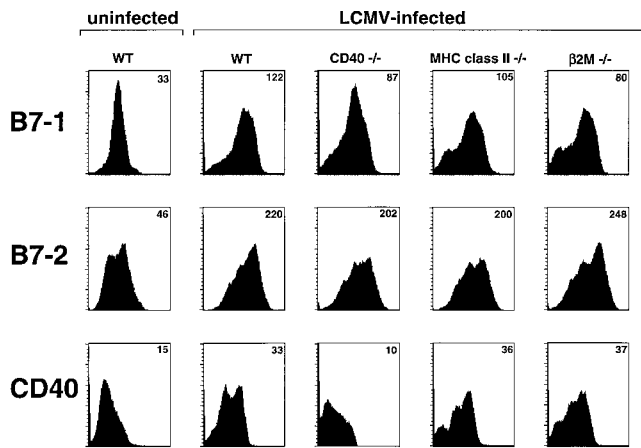 uninfected LCMV-infected
WT WT CD40 -/- MHC class II -/- β2M -/-
B7-1 33 122 87 105 80
B7-2 46 220 202 200 248
CD40 15 33 10 36 37